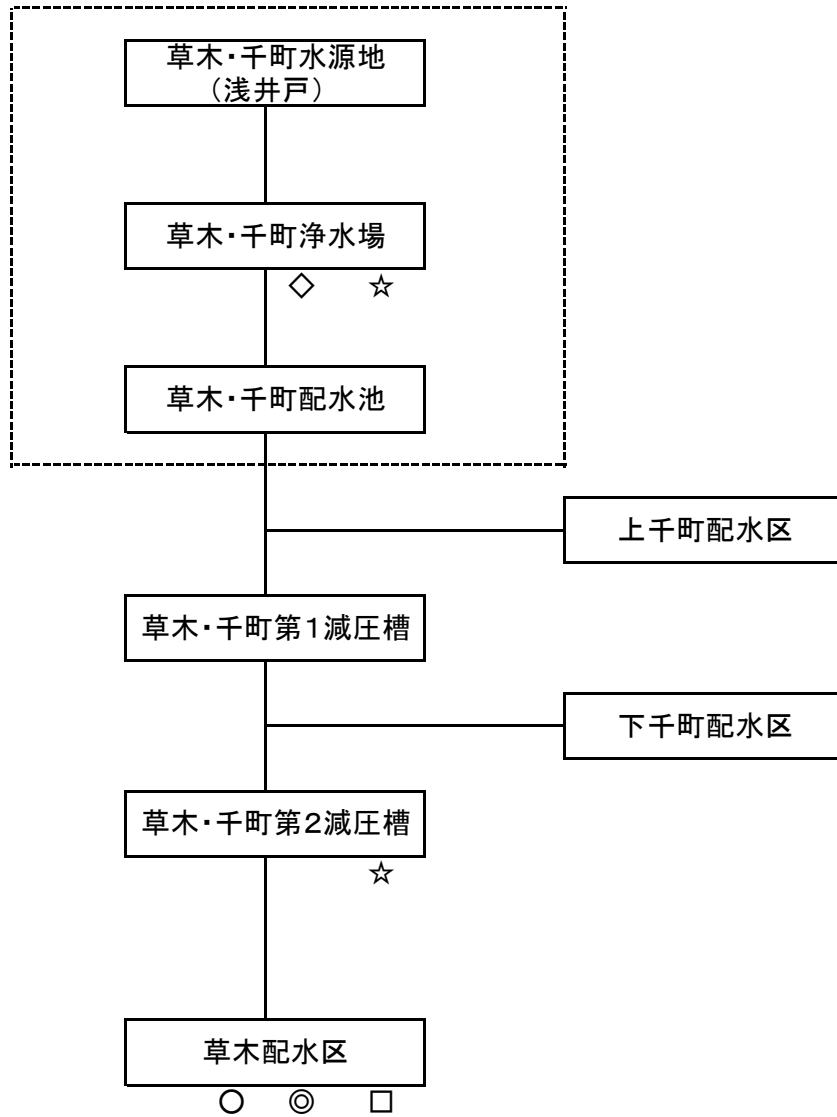 草木・千町水源地
（浅井戸）
草木・千町浄水場
◇ ☆
草木・千町配水池
上千町配水区
草木・千町第１減圧槽
下千町配水区
草木・千町第２減圧槽
☆
草木配水区
○ ◎ □